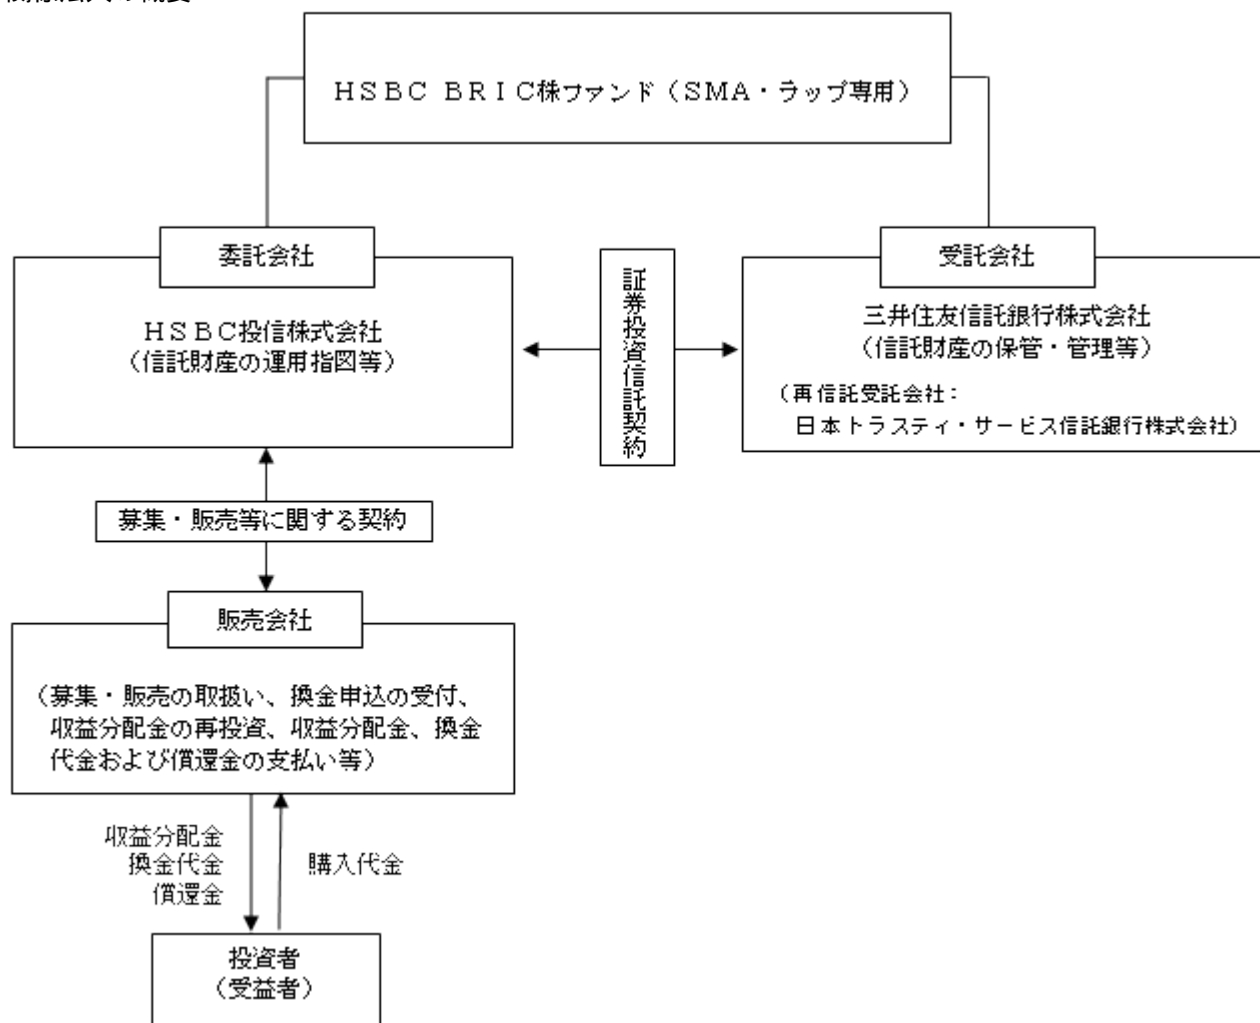 ＨＳＢＣ ＢＲＩＣ株ファンド（ＳＭＡ・ラップ専用）
委託会社
ＨＳＢＣ投信株式会社
（信託財産の運用指図等）
証券投資信託契約
受託会社
三井住友信託銀行株式会社
（信託財産の保管・管理等）
（再信託受託会社：
日本トラスティ・サービス信託銀行株式会社）
募集・販売等に関する契約
販売会社
（募集・販売の取扱い、換金申込の受付、
収益分配金の再投資、収益分配金、換金
代金および償還金の支払い等）
収益分配金
換金代金
償還金
購入代金
投資者
（受益者）